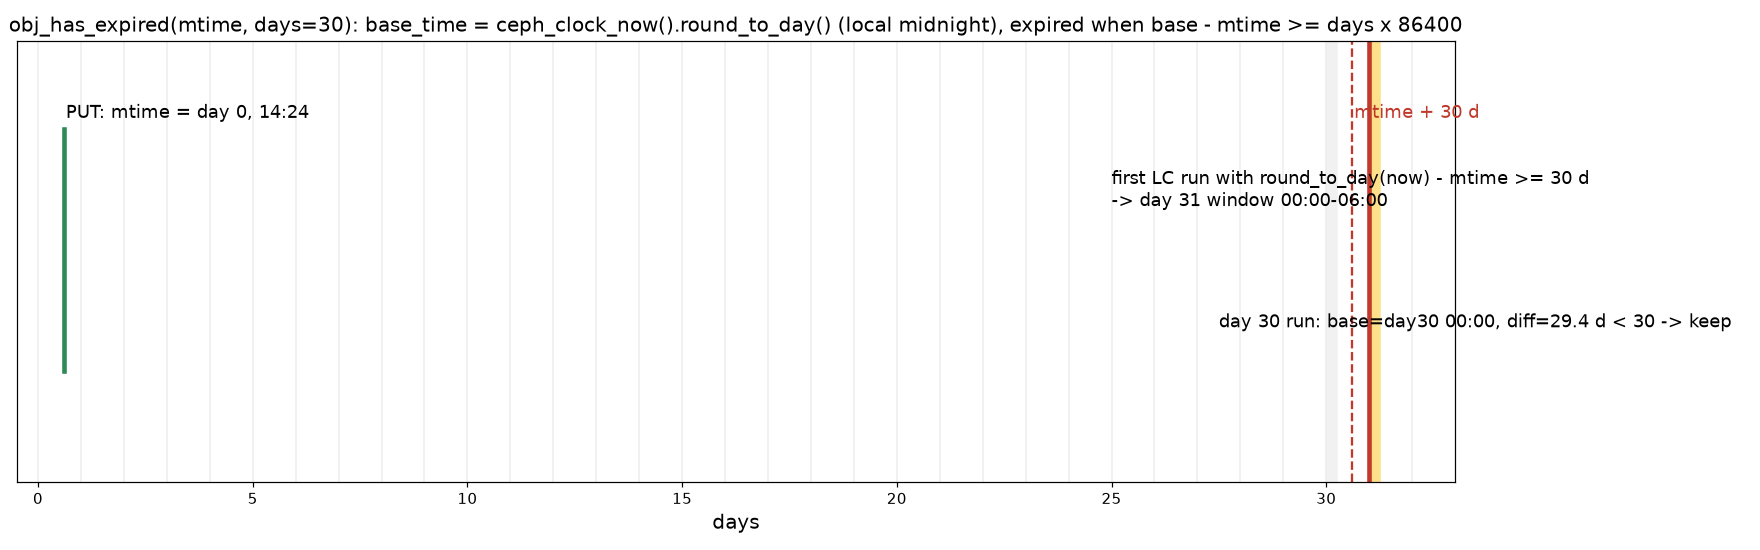 obj_has_expired(mtime, days=30): base_time = ceph_clock_now().round_to_day() (local midnight), expired when base - mtime >= days x 86400
PUT: mtime = day 0, 14:24
mtime + 30 d
first LC run with round_to_day(now) - mtime >= 30 d
-> day 31 window 00:00-06:00
day 30 run: base=day30 00:00, diff=29.4 d < 30 -> keep
0 5 10 15 20 25 30
days